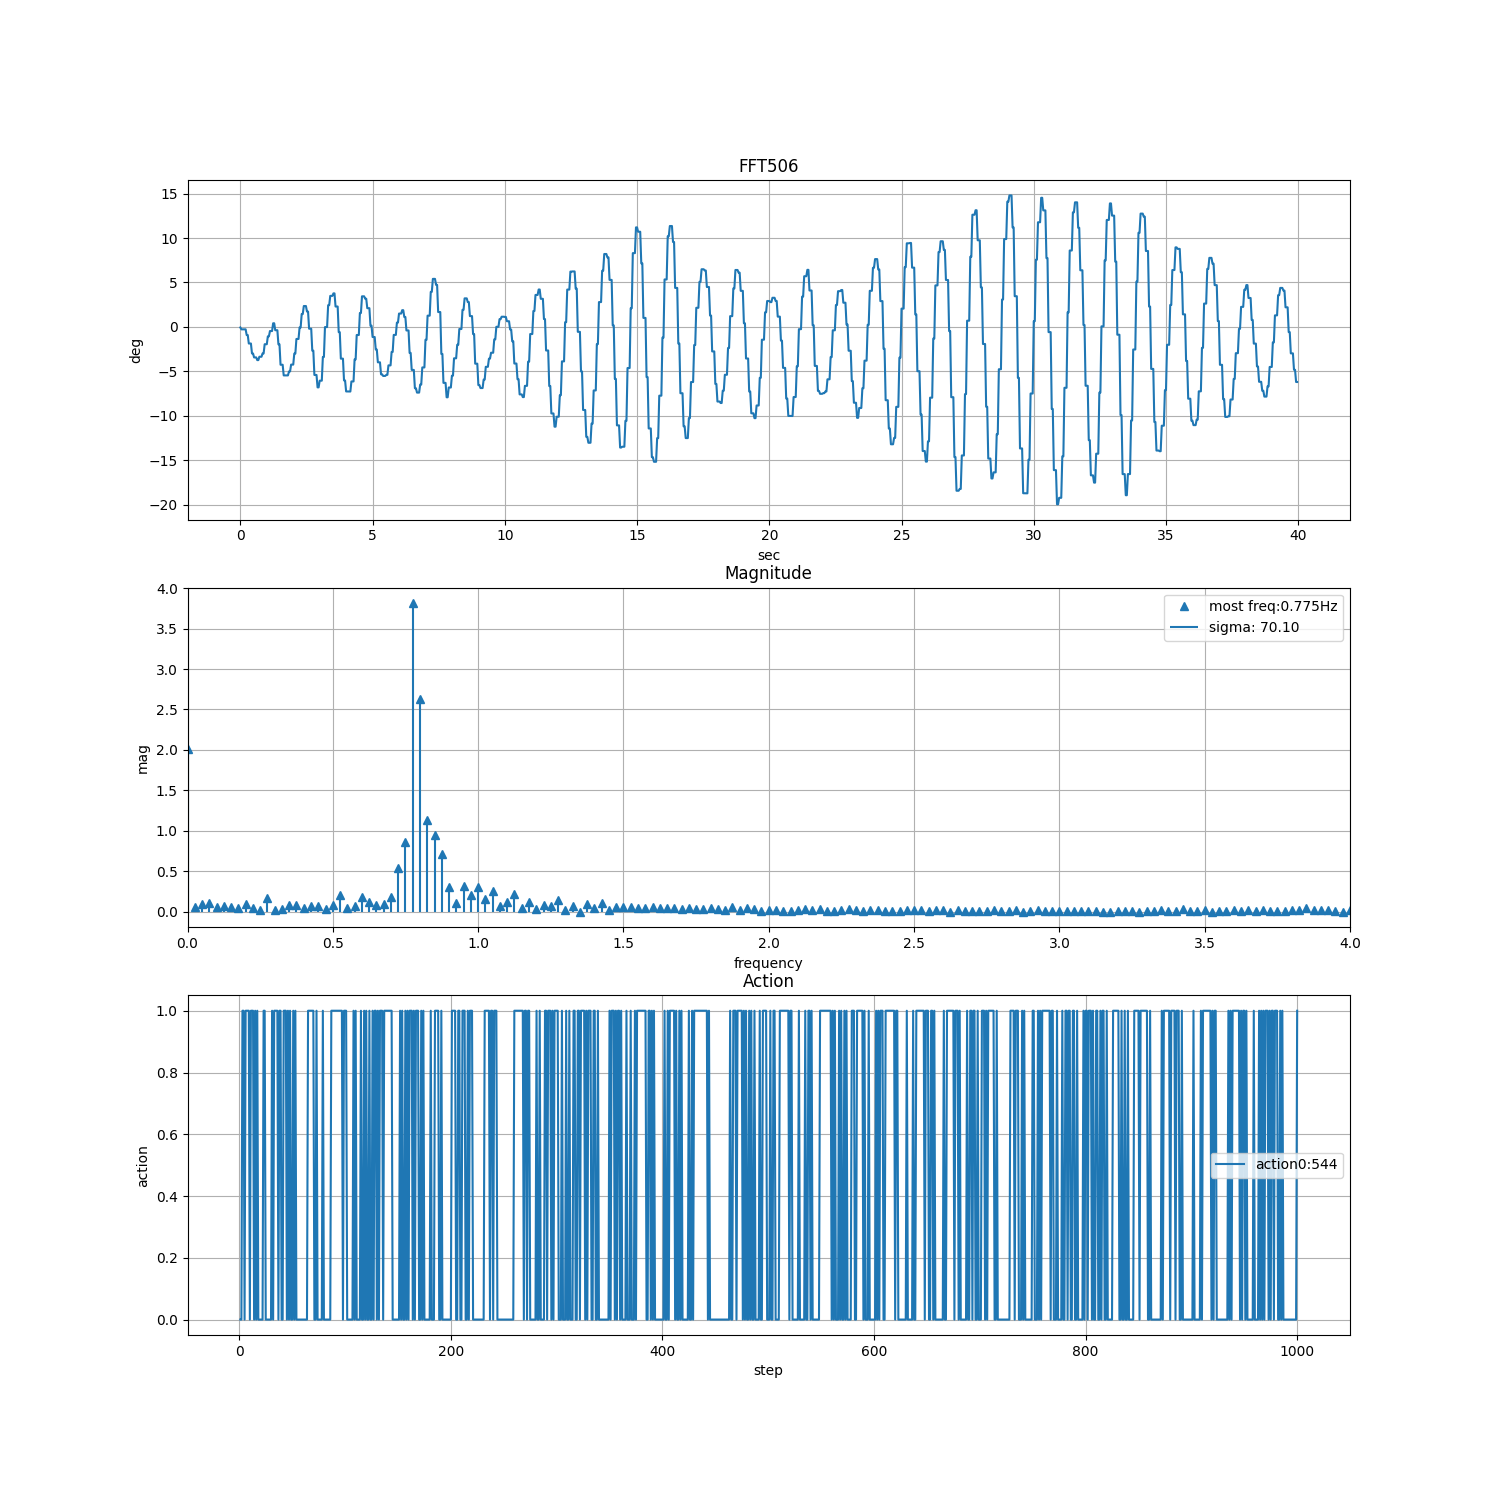 FFT506
15
10
5
0
−5
−10
−15
−20
deg
0 5 10 15 20 25 30 35 40
sec
Magnitude
4.0
3.5
3.0
2.5
2.0
1.5
1.0
0.5
0.0
mag
most freq:0.775Hz
sigma: 70.10
0.0 0.5 1.0 1.5 2.0 2.5 3.0 3.5 4.0
frequency
Action
1.0
0.8
0.6
0.4
0.2
0.0
action
action0:544
0 200 400 600 800 1000
step